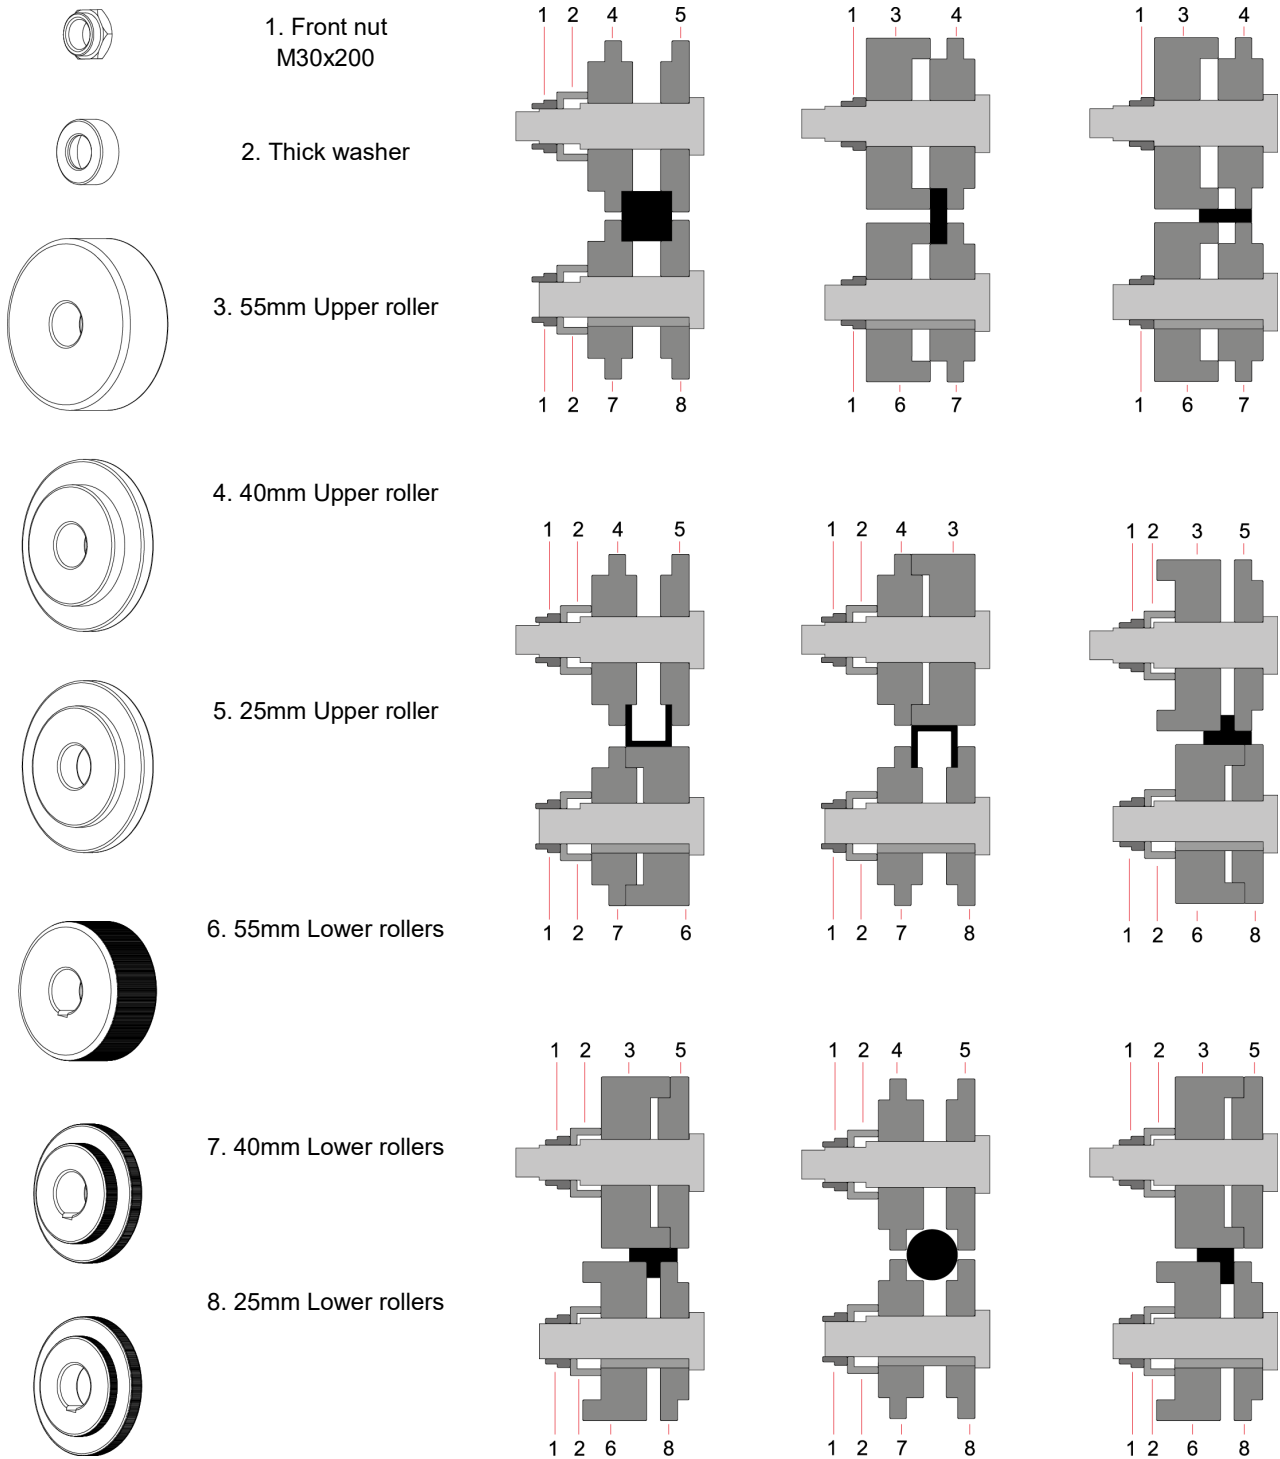 1. Front nut
M30x200
2. Thick washer
3. 55mm Upper roller
4. 40mm Upper roller
5. 25mm Upper roller
6. 55mm Lower rollers
7. 40mm Lower rollers
8. 25mm Lower rollers
1 2 4 5
1 2 7 8
1 3 4
1 6 7
1 3 4
1 6 7
1 2 4 5
1 2 7 6
1 2 4 3
1 2 7 8
1 2 3 5
1 2 6 8
1 2 3 5
1 2 6 8
1 2 4 5
1 2 7 8
1 2 3 5
1 2 6 8